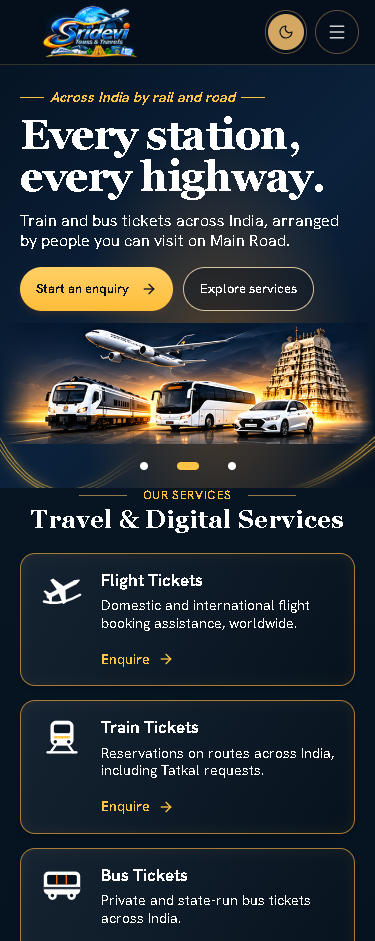 Sridevi
Tours & Travels
Across India by rail and road
Every station,
every highway.
Train and bus tickets across India, arranged
by people you can visit on Main Road.
Start an enquiry
Explore services
OUR SERVICES
Travel & Digital Services
Flight Tickets
Domestic and international flight
booking assistance, worldwide.
Enquire
Train Tickets
Reservations on routes across India,
including Tatkal requests.
Enquire
Bus Tickets
Private and state-run bus tickets
across India.